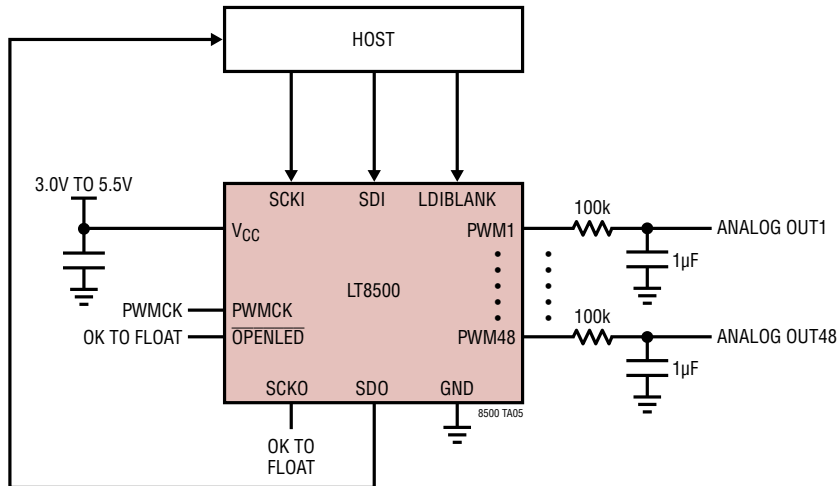 HOST
3.0V TO 5.5V
SCKI SDI LDIBLANK
100k
VCC PWM1 ANALOG OUT1
1µF
LT8500
PWMCK PWMCK 100k
OK TO FLOAT OPENLED PWM48 ANALOG OUT48
1µF
SCKO SDO GND
8500 TA05
OK TO
FLOAT